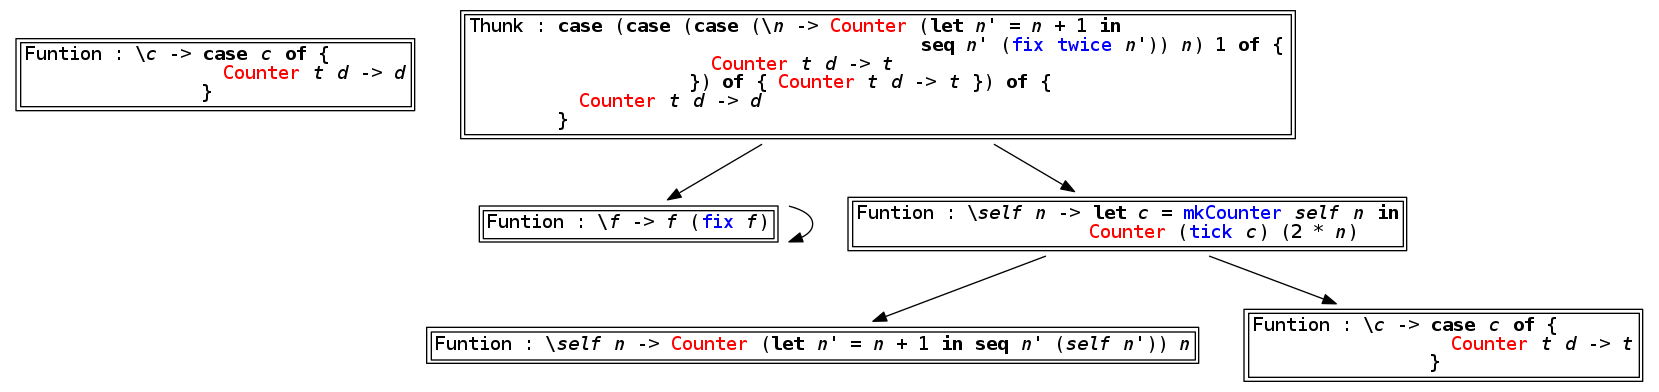 Funtion : \c -> case c of {
Counter t d -> d
}
Thunk : case (case (case (\n -> Counter (let n' = n + 1 in
seq n' (fix twice n')) n) 1 of {
Counter t d -> t
}) of { Counter t d -> t }) of {
Counter t d -> d
}
Funtion : \f -> f (fix f)
Funtion : \self n -> let c = mkCounter self n in
Counter (tick c) (2 * n)
Funtion : \self n -> Counter (let n' = n + 1 in seq n' (self n')) n
Funtion : \c -> case c of {
Counter t d -> t
}